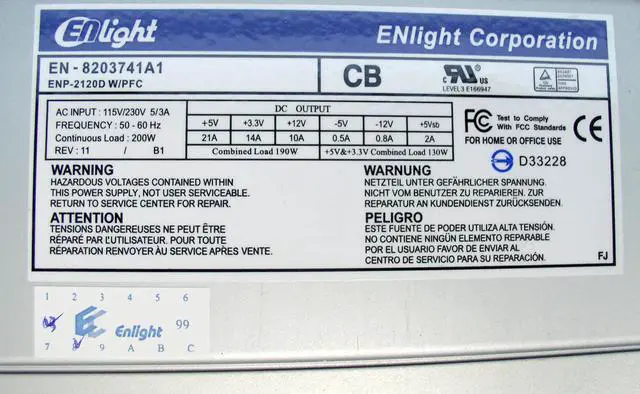 ENlight
ENlight Corporation
EN - 8203741A1
ENP-2120D W/PFC
CB
c RU us
LEVEL3 E166947
AC INPUT : 115V/230V 5/3A
FREQUENCY : 50 - 60 Hz
Continuous Load : 200W
REV : 11 / B1
DC OUTPUT
+5V +3.3V +12V -5V -12V +5Vsb
21A 14A 10A 0.5A 0.8A 2A
Combined Load 190W +5V&+3.3V Combined Load 130W
FC Test to Comply
With FCC Standards
CE
FOR HOME OR OFFICE USE
D33228
WARNING
HAZARDOUS VOLTAGES CONTAINED WITHIN
THIS POWER SUPPLY, NOT USER SERVICEABLE.
RETURN TO SERVICE CENTER FOR REPAIR.
WARNUNG
NETZTEIL UNTER GEFÄHRLICHER SPANNUNG.
NICHT VOM BENUTZER ZU REPARIEREN. ZUR
REPARATUR AN KUNDENDIENST ZURÜCKSENDEN.
ATTENTION
TENSIONS DANGEREUSES NE PEUT ÊTRE
RÉPARÉ PAR L'UTILISATEUR. POUR TOUTE
RÉPARATION RENVOYER À SERVICE APRÈS VENTE.
PELIGRO
ESTE FUENTE DE PODER UTILIZA ALTA TENSIÓN.
NO CONTIENE NINGÚN ELEMENTO REPARABLE
POR EL USUARIO FAVOR DE ENVIAR AL
CENTRO DE SERVICIO PARA SU REPARACIÓN.
FJ
1 2 3 4 5 6
Enlight 99
7 9 A B C